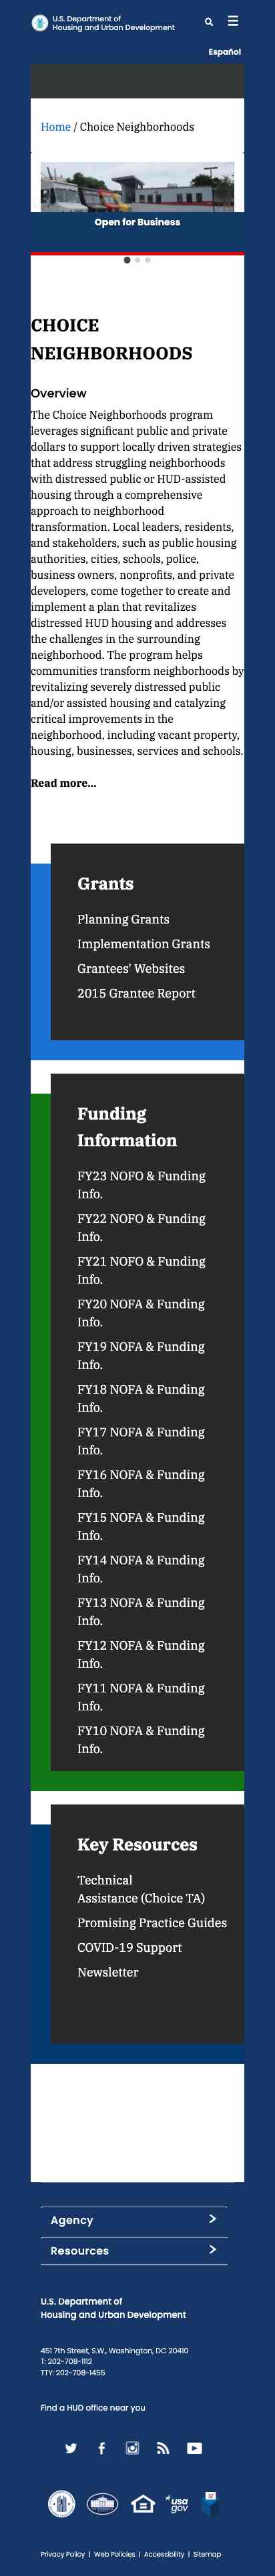 U.S. Department of
Housing and Urban Development
Español
Home / Choice Neighborhoods
Open for Business
CHOICE
NEIGHBORHOODS
Overview
The Choice Neighborhoods program
leverages significant public and private
dollars to support locally driven strategies
that address struggling neighborhoods
with distressed public or HUD-assisted
housing through a comprehensive
approach to neighborhood
transformation. Local leaders, residents,
and stakeholders, such as public housing
authorities, cities, schools, police,
business owners, nonprofits, and private
developers, come together to create and
implement a plan that revitalizes
distressed HUD housing and addresses
the challenges in the surrounding
neighborhood. The program helps
communities transform neighborhoods by
revitalizing severely distressed public
and/or assisted housing and catalyzing
critical improvements in the
neighborhood, including vacant property,
housing, businesses, services and schools.
Read more...
Grants
Planning Grants
Implementation Grants
Grantees' Websites
2015 Grantee Report
Funding
Information
FY23 NOFO & Funding
Info.
FY22 NOFO & Funding
Info.
FY21 NOFO & Funding
Info.
FY20 NOFA & Funding
Info.
FY19 NOFA & Funding
Info.
FY18 NOFA & Funding
Info.
FY17 NOFA & Funding
Info.
FY16 NOFA & Funding
Info.
FY15 NOFA & Funding
Info.
FY14 NOFA & Funding
Info.
FY13 NOFA & Funding
Info.
FY12 NOFA & Funding
Info.
FY11 NOFA & Funding
Info.
FY10 NOFA & Funding
Info.
Key Resources
Technical
Assistance (Choice TA)
Promising Practice Guides
COVID-19 Support
Newsletter
Agency
Resources
U.S. Department of
Housing and Urban Development
451 7th Street, S.W., Washington, DC 20410
T: 202-708-1112
TTY: 202-708-1455
Find a HUD office near you
usa
gov
Privacy Policy | Web Policies | Accessibility | Sitemap